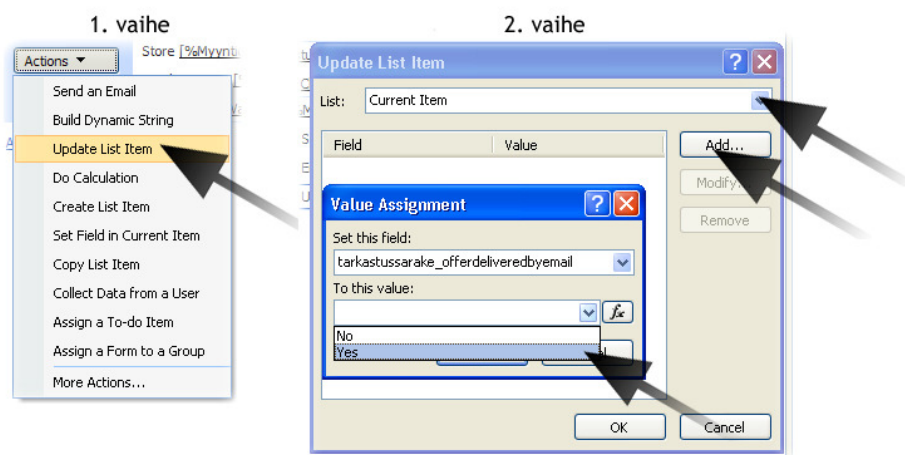 1. vaihe
2. vaihe
Actions
Store [%Myynti
Send an Email
Build Dynamic String
Update List Item
Do Calculation
Create List Item
Set Field in Current Item
Copy List Item
Collect Data from a User
Assign a To-do Item
Assign a Form to a Group
More Actions...
Update List Item
List: Current Item
Field Value
Add...
Modify...
Remove
Value Assignment
Set this field:
tarkastussarake_offerdeliveredbyemail
To this value:
fx
No
Yes
OK Cancel